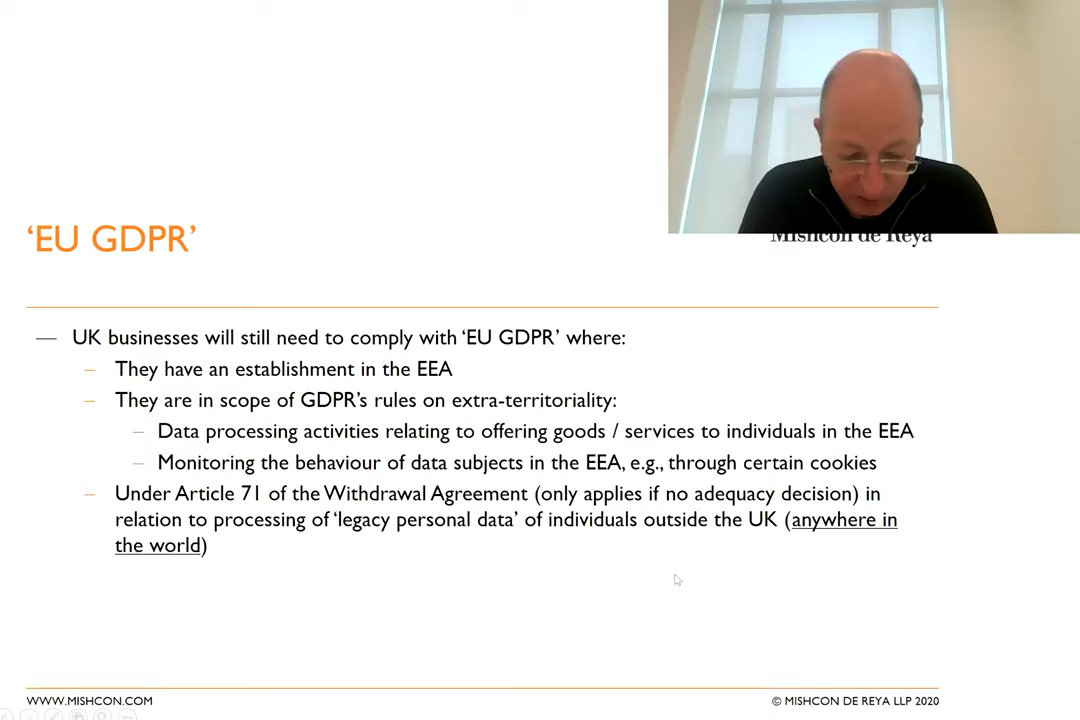 Mishcon de Reya
‘EU GDPR’
— UK businesses will still need to comply with ‘EU GDPR’ where:
– They have an establishment in the EEA
– They are in scope of GDPR’s rules on extra-territoriality:
– Data processing activities relating to offering goods / services to individuals in the EEA
– Monitoring the behaviour of data subjects in the EEA, e.g., through certain cookies
– Under Article 71 of the Withdrawal Agreement (only applies if no adequacy decision) in
relation to processing of ‘legacy personal data’ of individuals outside the UK (anywhere in
the world)
WWW.MISHCON.COM
© MISHCON DE REYA LLP 2020